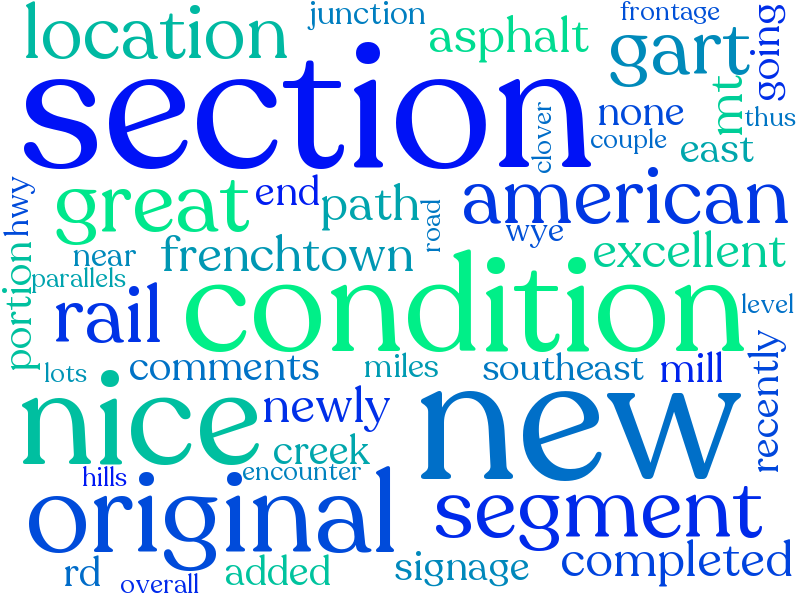 junction
frontage
location
asphalt
gart
going
section
none
mt
thus
clover
couple
east
great
end
path
road
american
hwy
wye
near
frenchtown
excellent
portion
parallels
condition
rail
level
comments
miles
southeast
mill
recently
lots
nice
newly
new
creek
hills
encounter
original
segment
rd
overall
added
signage
completed